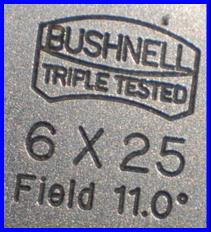 BUSHNELL
TRIPLE TESTED
6 X 25
Field 11.0°